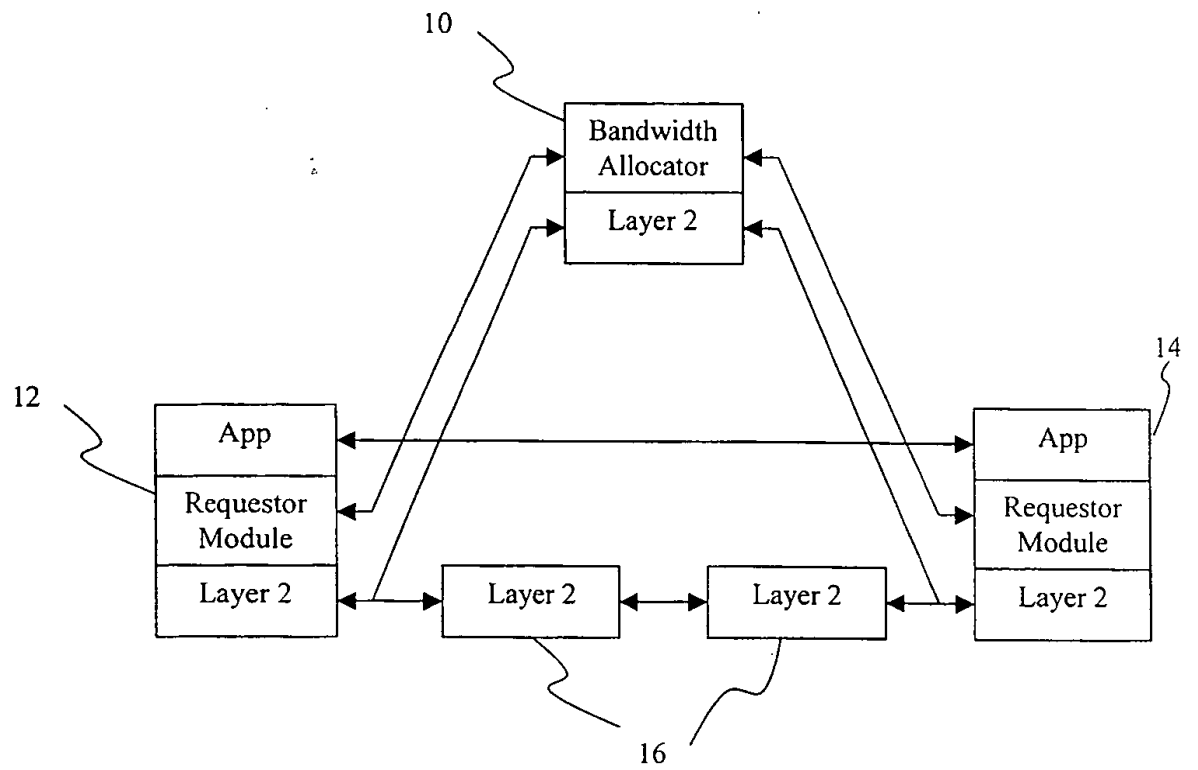 10
Bandwidth
Allocator
Layer 2
12
14
App
Requestor
Module
Layer 2
App
Requestor
Module
Layer 2
Layer 2
Layer 2
16